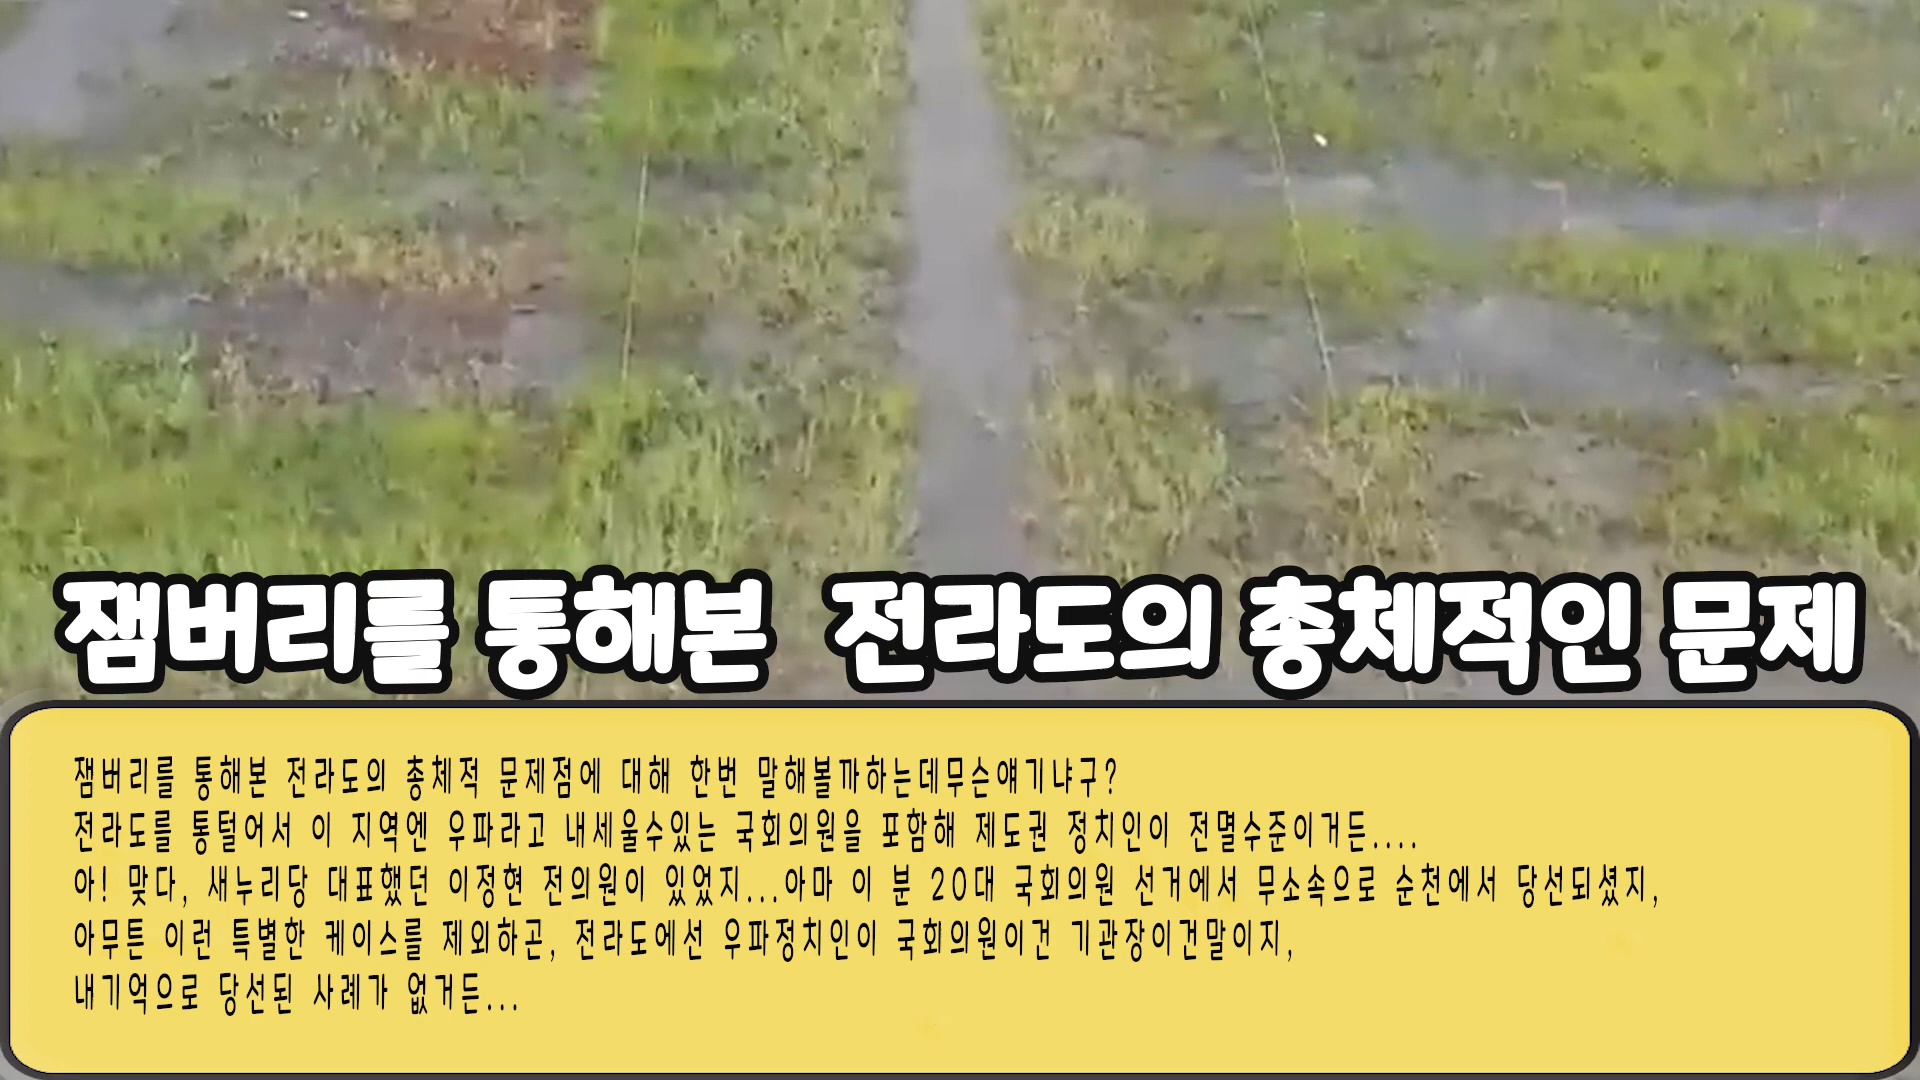 잼버리를 통해본 전라도의 총체적인 문제
잼버리를 통해본 전라도의 총체적 문제점에 대해 한번 말해볼까하는데무슨얘기냐구?
전라도를 통털어서 이 지역엔 우파라고 내세울수있는 국회의원을 포함해 제도권 정치인이 전멸수준이거든....
아! 맞다, 새누리당 대표했던 이정현 전의원이 있었지...아마 이 분 20대 국회의원 선거에서 무소속으로 순천에서 당선되셨지,
아무튼 이런 특별한 케이스를 제외하곤, 전라도에선 우파정치인이 국회의원이건 기관장이건말이지,
내기억으로 당선된 사례가 없거든...